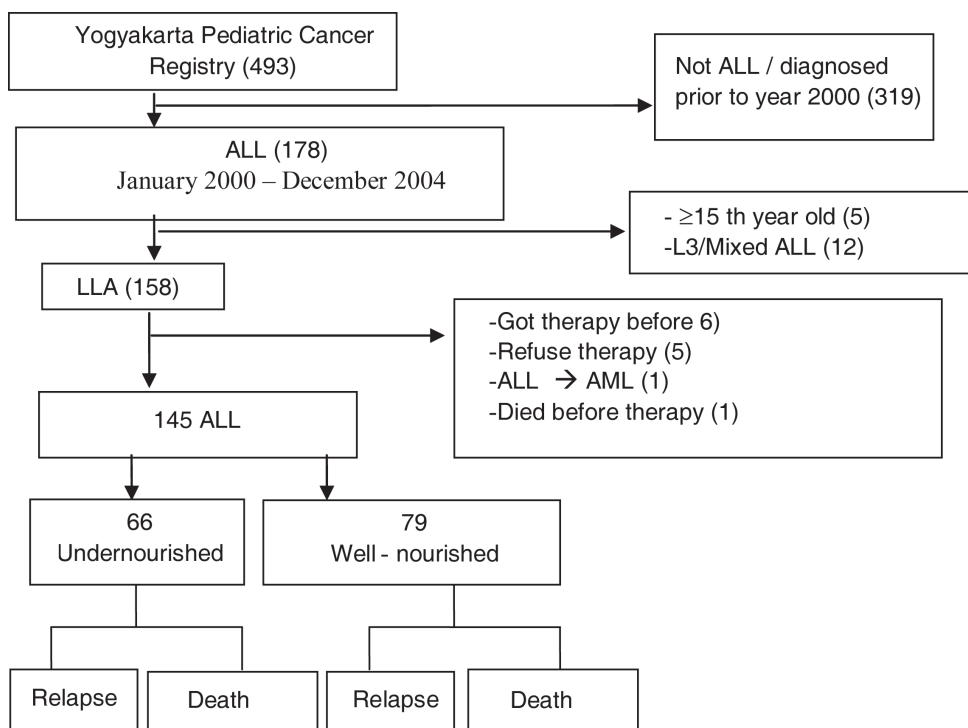 Yogyakarta Pediatric Cancer
Registry (493)
Not ALL / diagnosed
prior to year 2000 (319)
ALL (178)
January 2000 – December 2004
- ≥15 th year old (5)
-L3/Mixed ALL (12)
LLA (158)
-Got therapy before 6)
-Refuse therapy (5)
-ALL → AML (1)
-Died before therapy (1)
145 ALL
66
Undernourished
79
Well - nourished
Relapse
Death
Relapse
Death